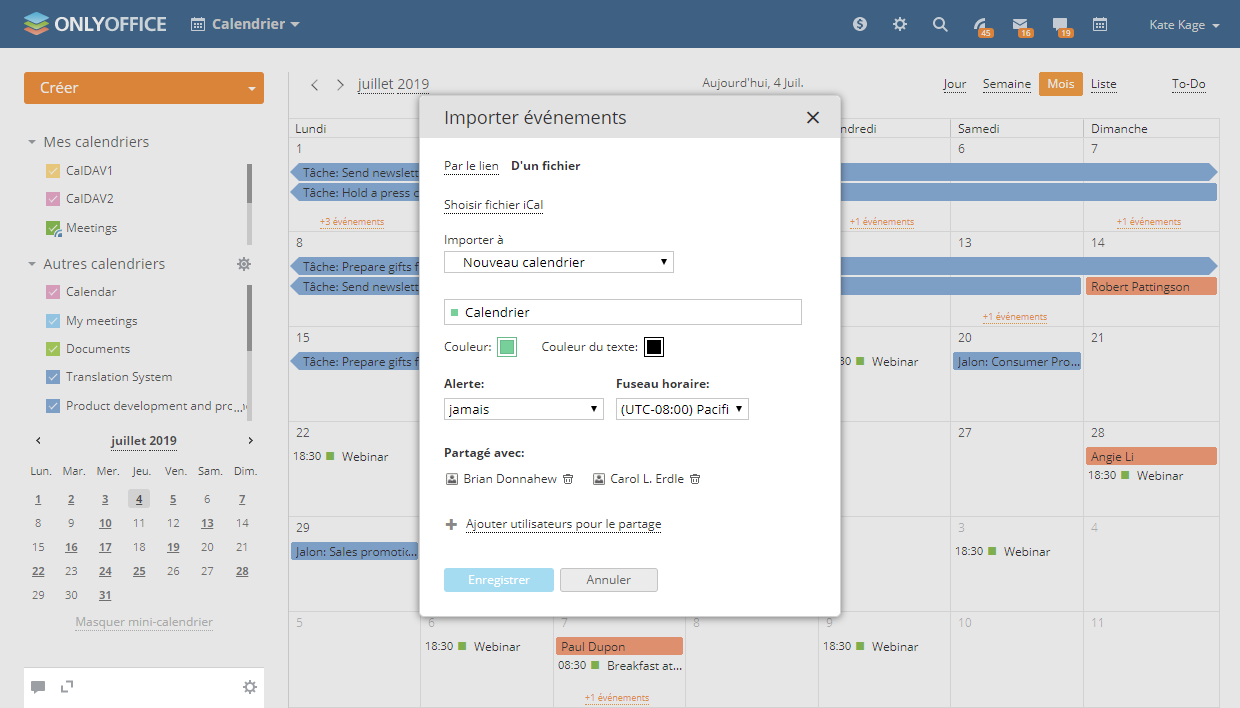 ONLYOFFICE Calendrier 45 16 19 Kate Kage
Créer
juillet 2019 Aujourd'hui, 4 Juil. Jour Semaine Mois Liste To-Do
Mes calendriers
CalDAV1
CalDAV2
Meetings
Autres calendriers
Calendar
My meetings
Documents
Translation System
Product development and pro...
juillet 2019
Lun. Mar. Mer. Jeu. Ven. Sam. Dim.
1 2 3 4 5 6 7
8 9 10 11 12 13 14
15 16 17 18 19 20 21
22 23 24 25 26 27 28
29 30 31
Masquer mini-calendrier
Importer événements
Par le lien D'un fichier
Shoisir fichier iCal
Importer à
Nouveau calendrier
Calendrier
Couleur: Couleur du texte:
Alerte: Fuseau horaire:
jamais (UTC-08:00) Pacifi
Partagé avec:
Brian Donnahew Carol L. Erdle
Ajouter utilisateurs pour le partage
Enregistrer Annuler
Lundi ndredi Samedi Dimanche
1 6 7
Tâche: Send newslett
Tâche: Hold a press c
+3 événements +1 événements +1 événements
8 13 14
Tâche: Prepare gifts f
Tâche: Send newslett Robert Pattingson
+1 événements
15 20 21
Tâche: Prepare gifts f 30 Webinar Jalon: Consumer Pro...
22 27 28
18:30 Webinar Angie Li
18:30 Webinar
29 3 4
Jalon: Sales promotic... 18:30 Webinar
5 6 7 8 9 10 11
18:30 Webinar Paul Dupon 18:30 Webinar
08:30 Breakfast at...
+1 événements